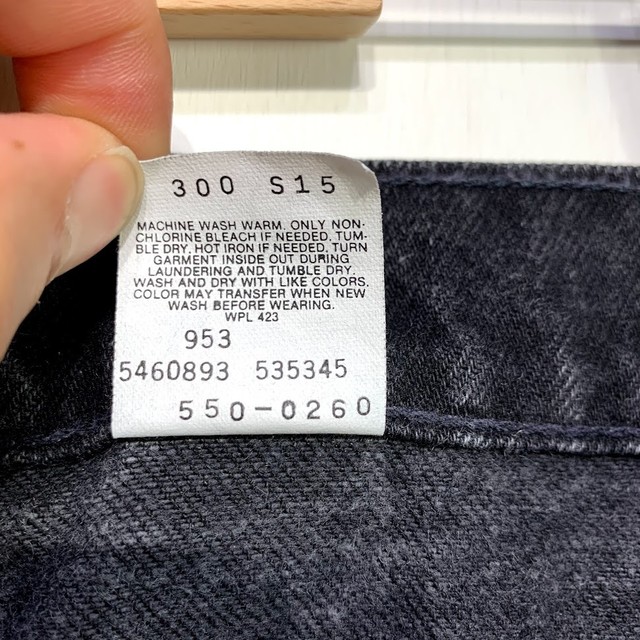 300 S15
MACHINE WASH WARM. ONLY NON-
CHLORINE BLEACH IF NEEDED. TUM-
BLE DRY. HOT IRON IF NEEDED. TURN
GARMENT INSIDE OUT DURING
LAUNDERING AND TUMBLE DRY.
WASH AND DRY WITH LIKE COLORS.
COLOR MAY TRANSFER WHEN NEW
WASH BEFORE WEARING.
WPL 423
953
5460893 535345
550-0260